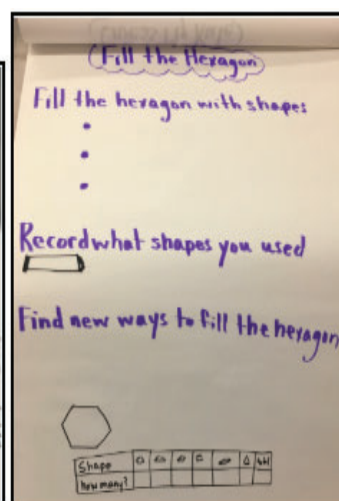 Fill the Hexagon
Fill the hexagon with shapes
Record what shapes you used
Find new ways to fill the hexagon
Shape
how many?